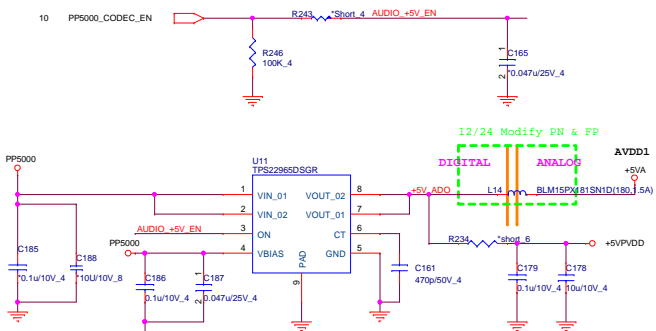 10 PP5000_CODEC_EN
R243 *Short_4 AUDIO_+5V_EN
R246
100K_4
1
C165
*0.047u/25V_4
2
12/24 Modify PN & FP
DIGITAL ANALOG
AVDD1
+5VA
PP5000
U11
TPS22965DSGR
1 VIN_01 VOUT_02 8
+5V_ADO L14 BLM15PX181SN1D(180,1.5A)
2 VIN_02 VOUT_01 7
AUDIO_+5V_EN 3 ON CT 6
PP5000 4 VBIAS GND 5
PAD
9
R234 *short_6 +5VPVDD
C185
*0.1u/10V_4
C188
*10U/10V_8
C186
0.1u/10V_4
1
C187
0.047u/25V_4
2
C161
470p/50V_4
C179
0.1u/10V_4
C178
10u/10V_4